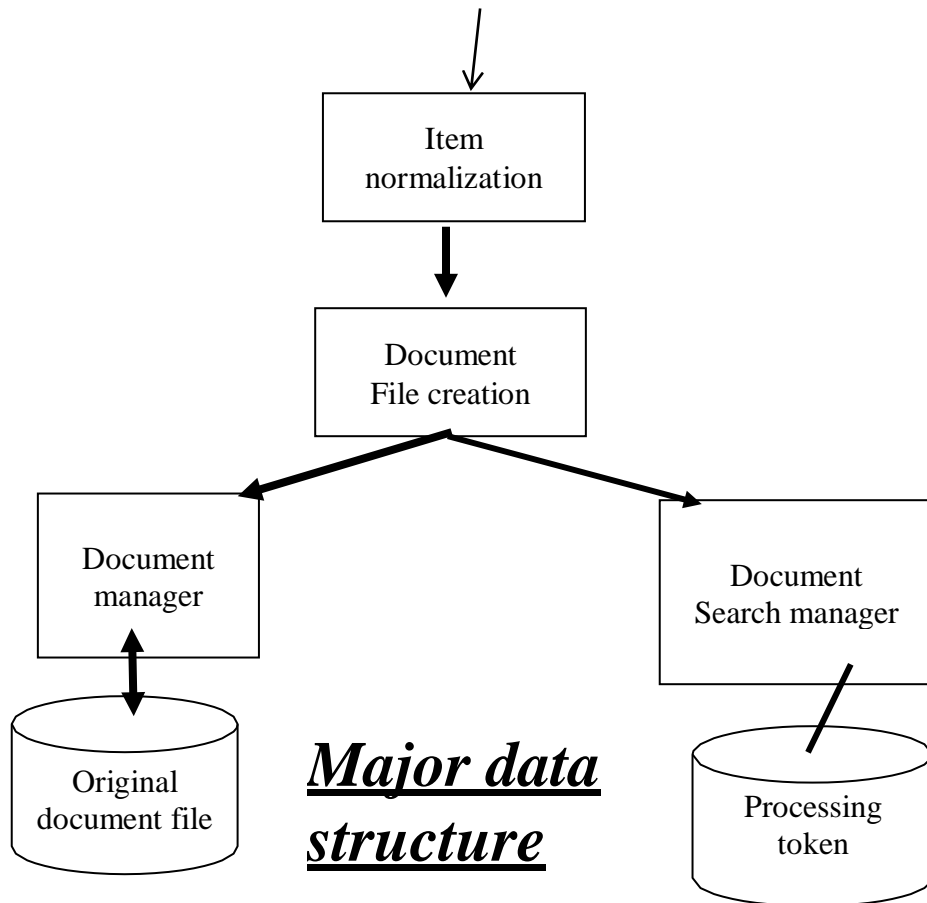 Item
normalization
Document
File creation
Document
manager
Document
Search manager
Original
document file
Major data
structure
Processing
token